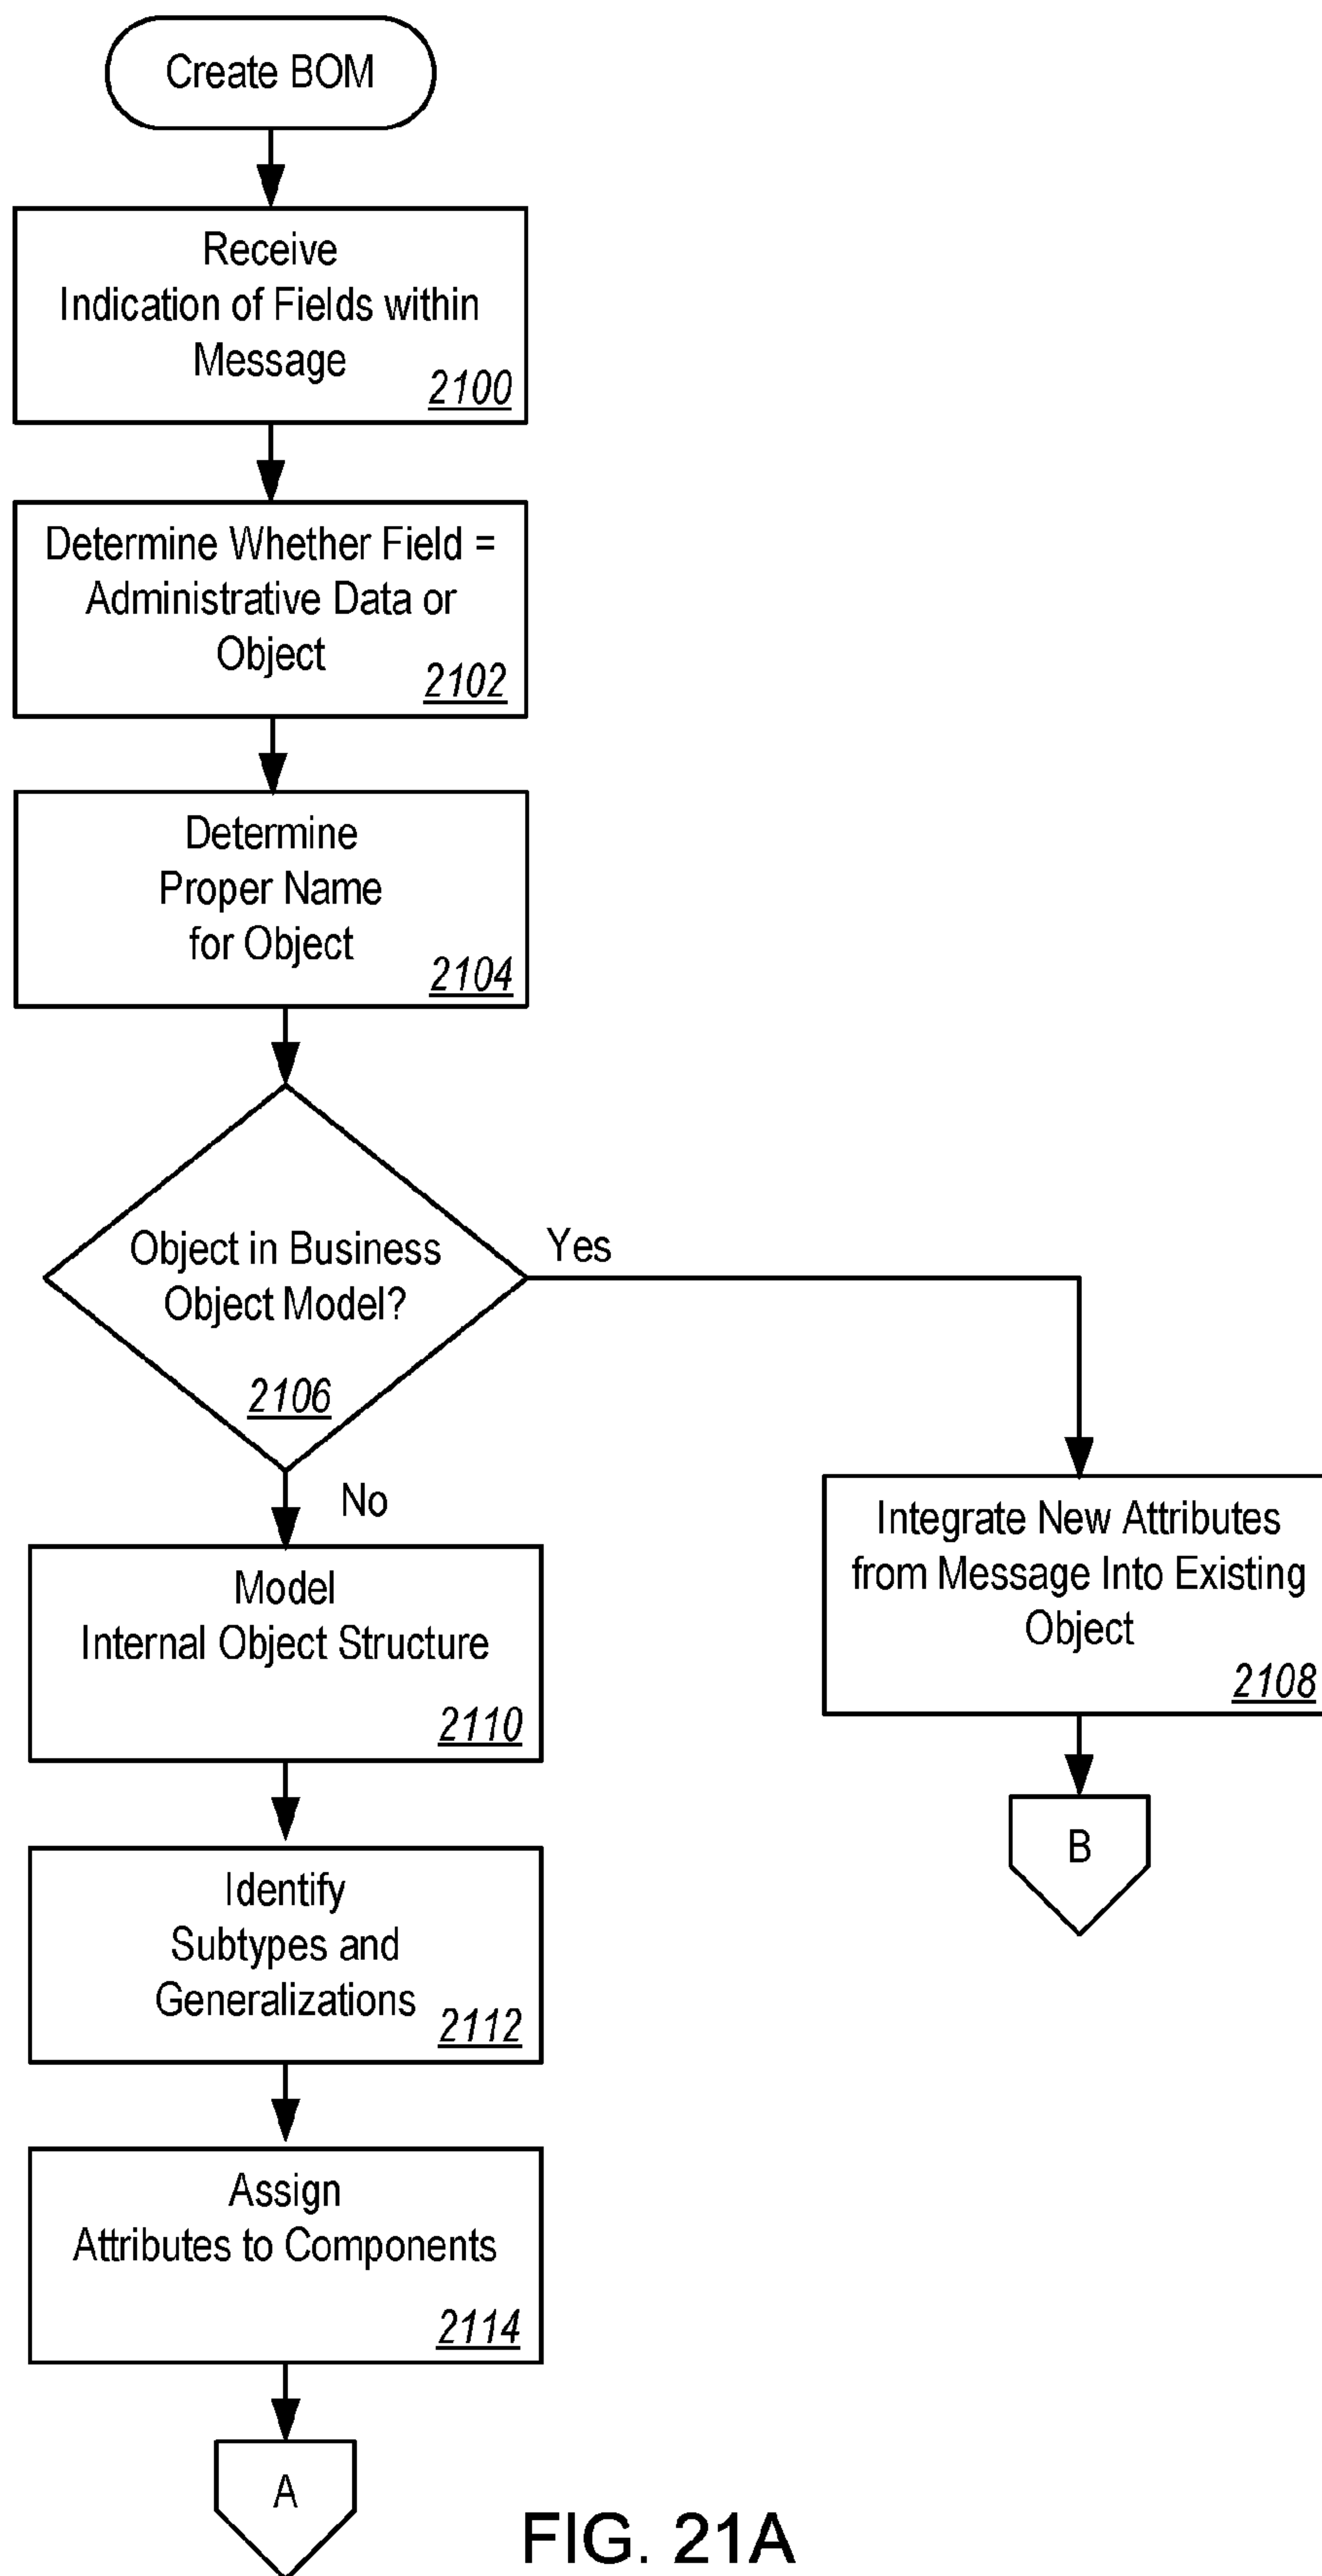 Create BOM
Receive
Indication of Fields within
Message
2100
Determine Whether Field =
Administrative Data or
Object
2102
Determine
Proper Name
for Object
2104
Object in Business
Object Model?
2106
Yes
No
Integrate New Attributes
from Message Into Existing
Object
2108
B
Model
Internal Object Structure
2110
Identify
Subtypes and
Generalizations
2112
Assign
Attributes to Components
2114
A
FIG. 21A